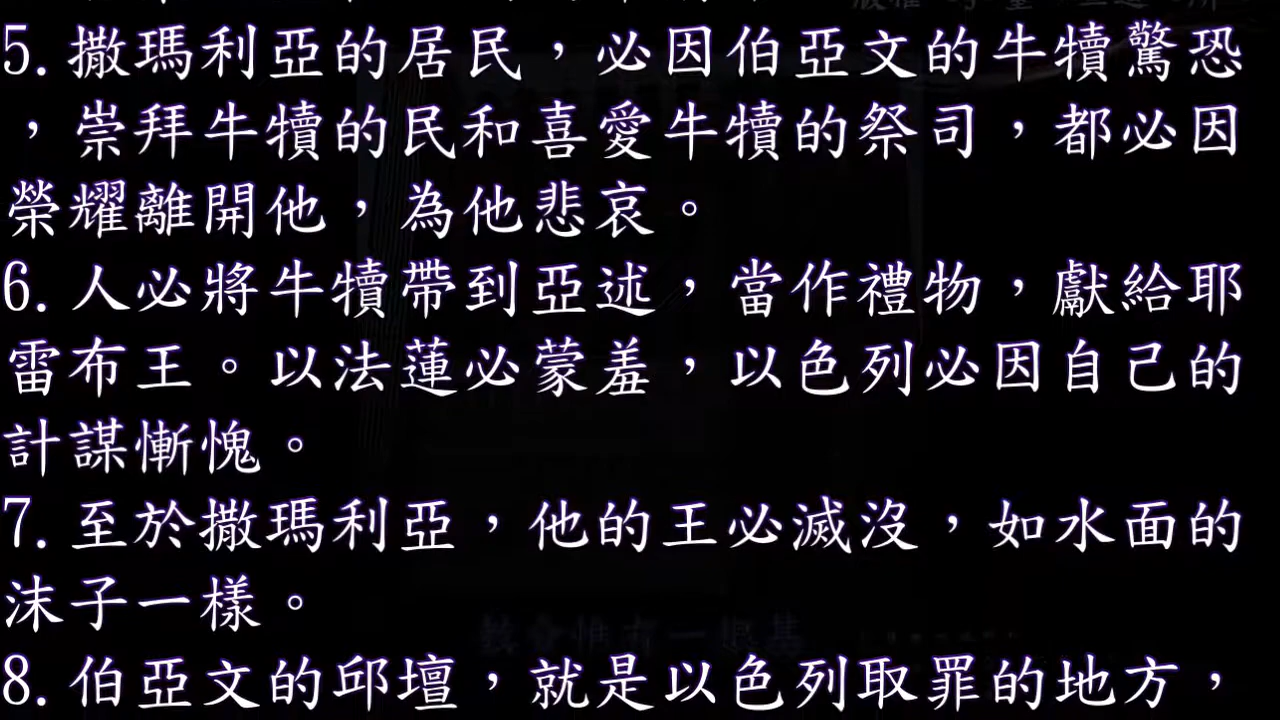 5. 撒瑪利亞的居民，必因伯亞文的牛犢驚恐
，崇拜牛犢的民和喜愛牛犢的祭司，都必因
榮耀離開他，為他悲哀。
6. 人必將牛犢帶到亞述，當作禮物，獻給耶
雷布王。以法蓮必蒙羞，以色列必因自己的
計謀慚愧。
7. 至於撒瑪利亞，他的王必滅沒，如水面的
沫子一樣。
8. 伯亞文的邱壇，就是以色列取罪的地方，